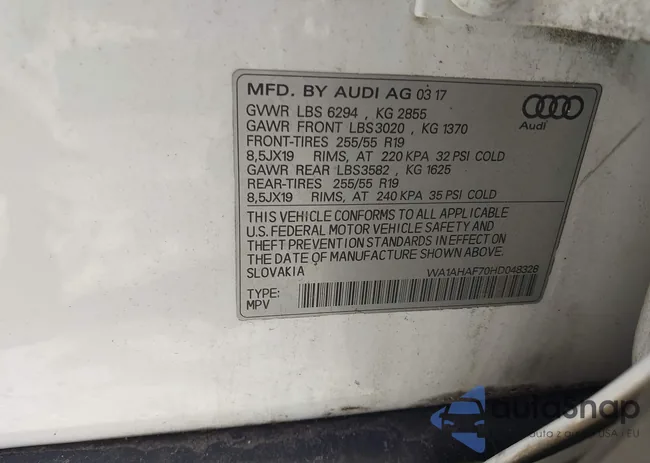 MFD. BY AUDI AG 03 17
GVWR LBS 6294 , KG 2855
GAWR FRONT LBS3020 , KG 1370
FRONT-TIRES 255/55 R19
8,5JX19 RIMS, AT 220 KPA 32 PSI COLD
GAWR REAR LBS3582 , KG 1625
REAR-TIRES 255/55 R19
8,5JX19 RIMS, AT 240 KPA 35 PSI COLD
Audi
THIS VEHICLE CONFORMS TO ALL APPLICABLE
U.S. FEDERAL MOTOR VEHICLE SAFETY AND
THEFT PREVENTION STANDARDS IN EFFECT ON
THE DATE OF MANUFACTURE SHOWN ABOVE.
SLOVAKIA WA1AHAF70HD048328
TYPE:
MPV
autoSnap
auta z USA i EU